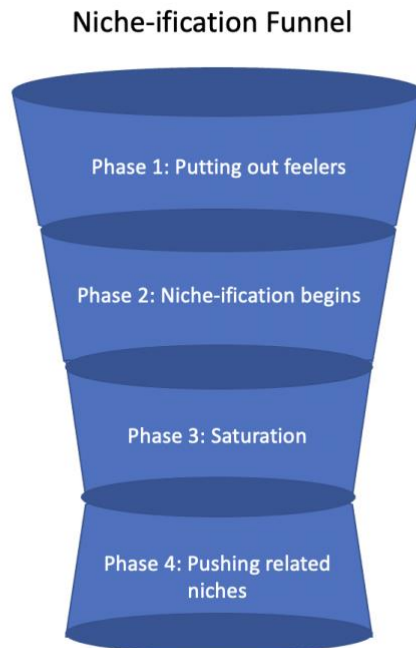 Niche-ification Funnel
Phase 1: Putting out feelers
Phase 2: Niche-ification begins
Phase 3: Saturation
Phase 4: Pushing related
niches